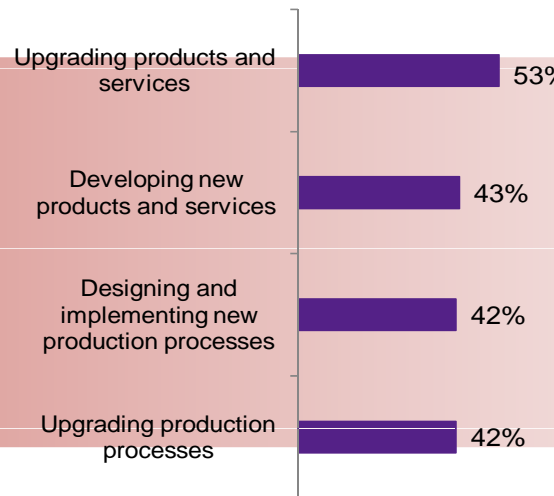 Upgrading products and
services
53%
Developing new
products and services
43%
Designing and
implementing new
production processes
42%
Upgrading production
processes
42%